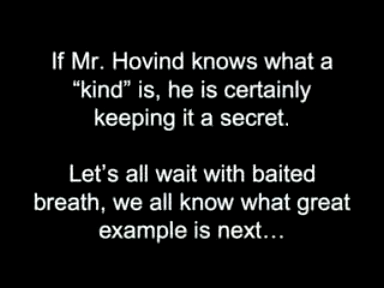 If Mr. Hovind knows what a
“kind” is, he is certainly
keeping it a secret.
Let’s all wait with baited
breath, we all know what great
example is next…